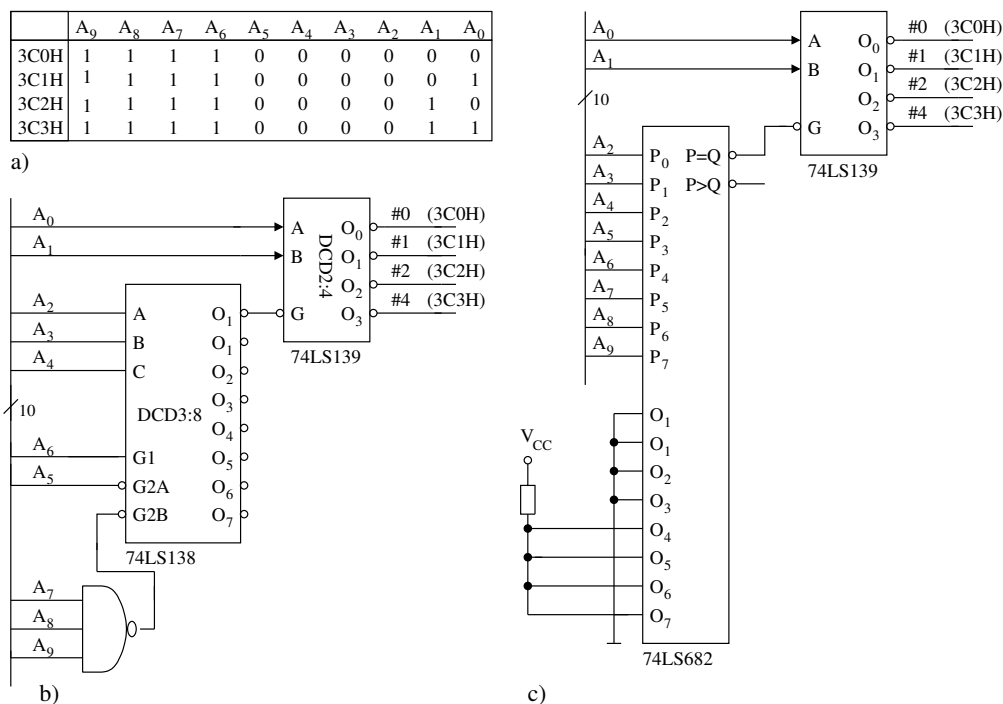 A9 A8 A7 A6 A5 A4 A3 A2 A1 A0
3C0H 1 1 1 1 0 0 0 0 0 0
3C1H 1 1 1 1 0 0 0 0 0 1
3C2H 1 1 1 1 0 0 0 0 1 0
3C3H 1 1 1 1 0 0 0 0 1 1
a)
A0
A1
A2
A3
A4
10
A6
A5
A7
A8
A9
A
B
C
DCD3:8
G1
G2A
G2B
O1
O1
O2
O3
O4
O5
O6
O7
74LS138
A
B
G
DCD2:4
O0
O1
O2
O3
74LS139
#0 (3C0H)
#1 (3C1H)
#2 (3C2H)
#4 (3C3H)
b)
A0
A1
10
A2
A3
A4
A5
A6
A7
A8
A9
P0
P1
P2
P3
P4
P5
P6
P7
P=Q
P>Q
O1
O1
O2
O3
O4
O5
O6
O7
VCC
74LS682
A
B
G
O0
O1
O2
O3
74LS139
#0 (3C0H)
#1 (3C1H)
#2 (3C2H)
#4 (3C3H)
c)